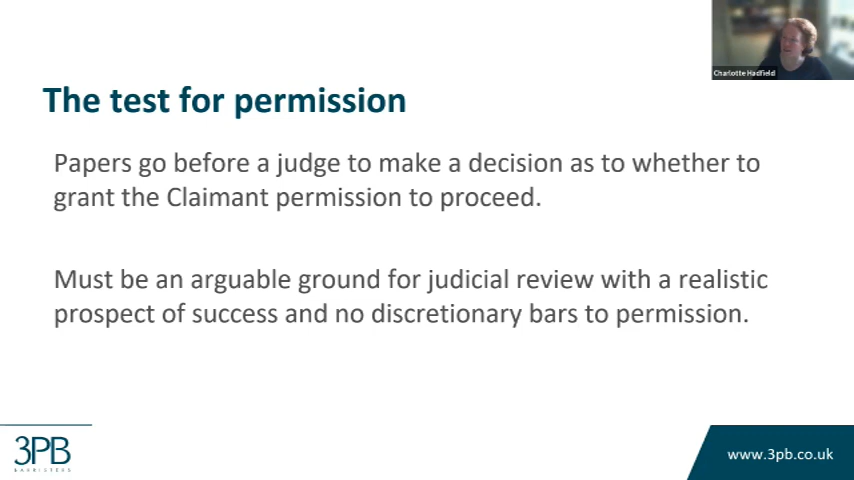 Charlotte Hadfield
The test for permission
Papers go before a judge to make a decision as to whether to
grant the Claimant permission to proceed.
Must be an arguable ground for judicial review with a realistic
prospect of success and no discretionary bars to permission.
3PB
BARRISTERS
www.3pb.co.uk